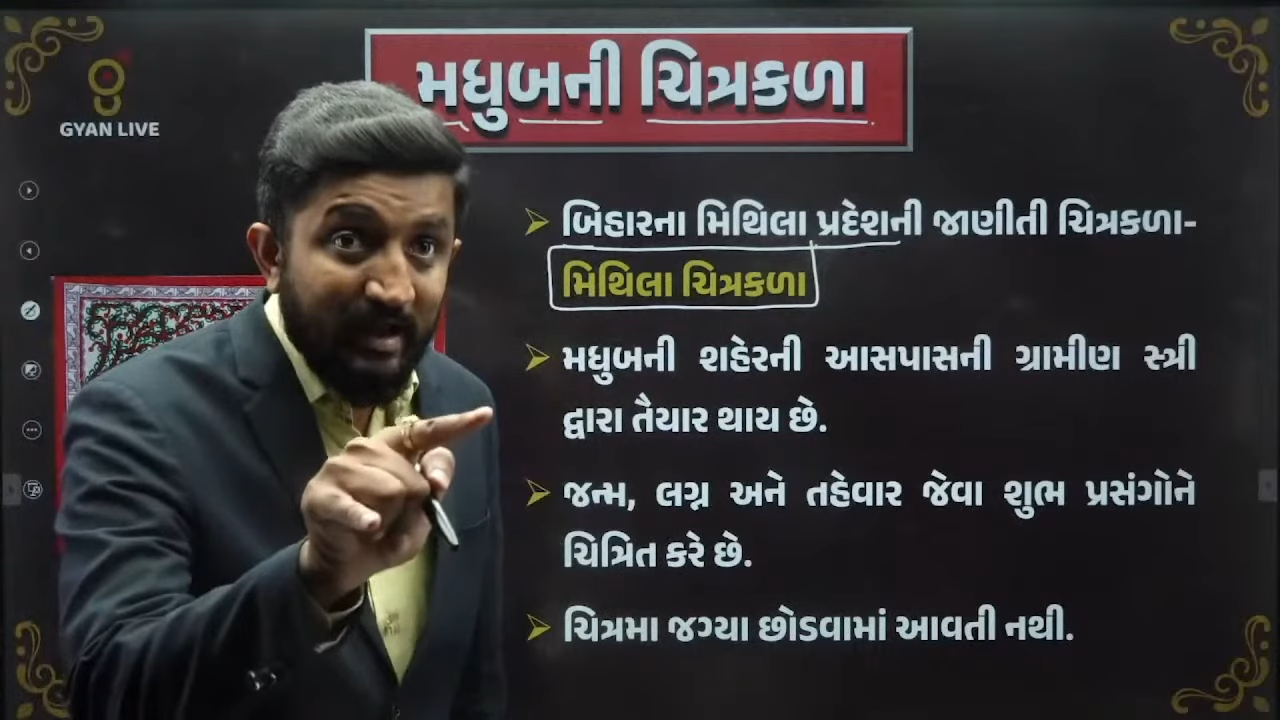 મધુબની ચિત્રકળા
GYAN LIVE
બિહારના મિથિલા પ્રદેશની જાણીતી ચિત્રકળા-
મિથિલા ચિત્રકળા
મધુબની શહેરની આસપાસની ગ્રામીણ સ્ત્રી
દ્વારા તૈયાર થાય છે.
જન્મ, લગ્ન અને તહેવાર જેવા શુભ પ્રસંગોને
ચિત્રિત કરે છે.
ચિત્રમા જગ્યા છોડવામાં આવતી નથી.